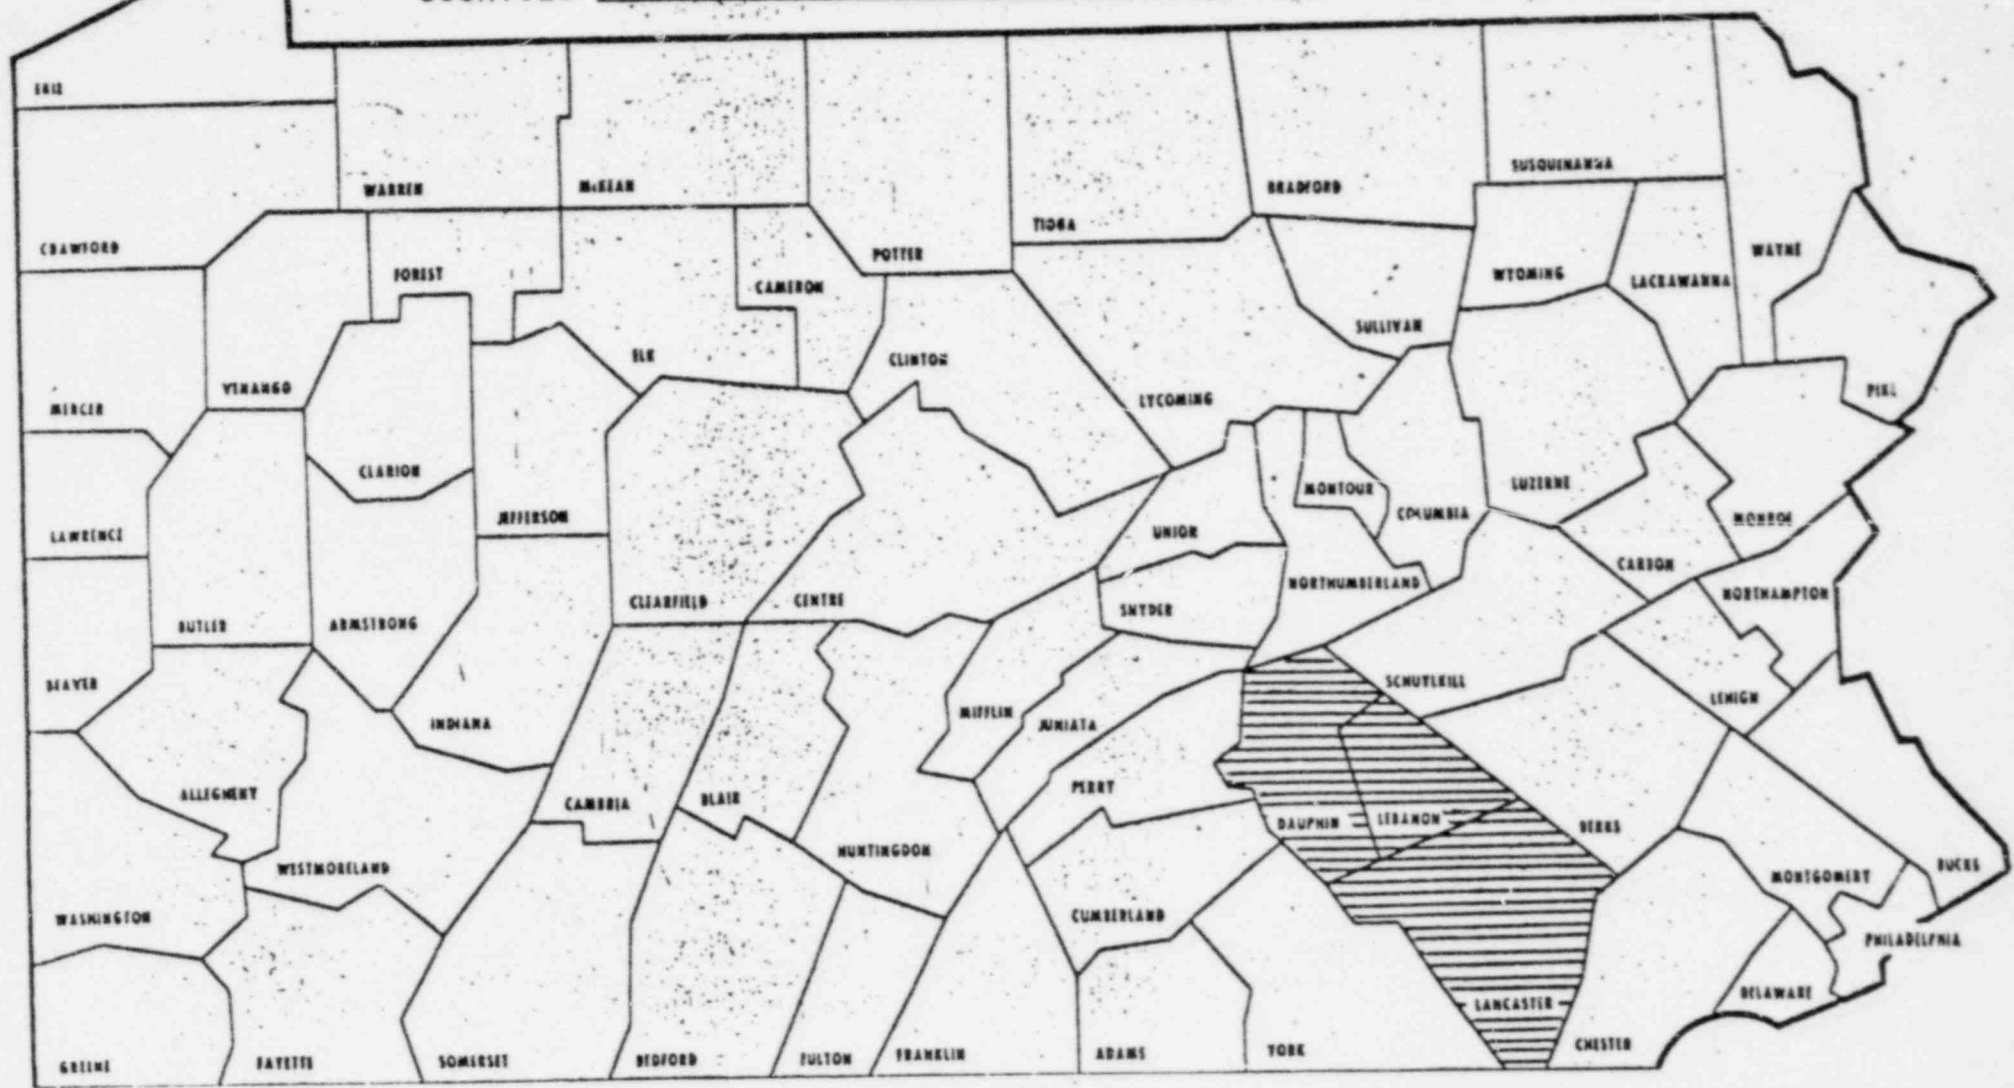 ERIE
WARREN
McKEAN
SUSQUEHANNA
BRADFORD
TIOGA
CRAWFORD
FOREST
POTTER
CAMERON
WYOMING
LACKAWANNA
WAYNE
SULLIVAN
ELK
CLINTON
VENANGO
MERCER
LYCOMING
PIKE
CLARION
JEFFERSON
MONTOUR
COLUMBIA
LUZERNE
MONROE
LAWRENCE
UNION
CARBON
NORTHAMPTON
NORTHUMBERLAND
CLEARFIELD
CENTRE
SNYDER
BUTLER
ARMSTRONG
BEAVER
INDIANA
MIFFLIN
JUNIATA
SCHUYLKILL
LEHIGH
ALLEGHENY
CAMBRIA
BLAIR
PERRY
DAUPHIN
LEBANON
BERKS
HUNTINGDON
WESTMORELAND
MONTGOMERY
BUCKS
WASHINGTON
CUMBERLAND
PHILADELPHIA
DELAWARE
LANCASTER
GREENE
FAYETTE
SOMERSET
BEDFORD
FULTON
FRANKLIN
ADAMS
YORK
CHESTER